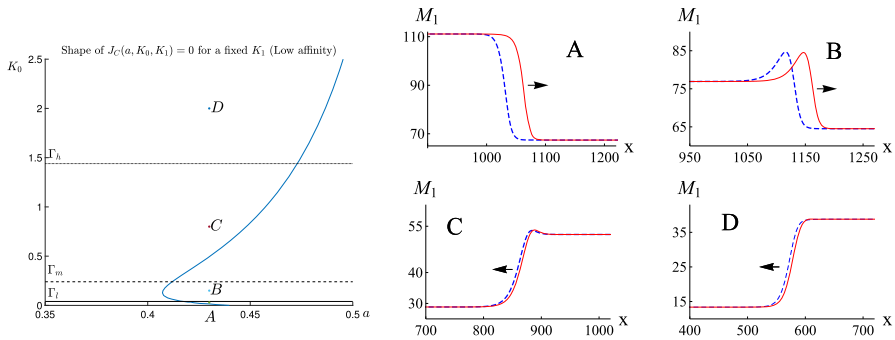 Shape of J_C(a, K_0, K_1) = 0 for a fixed K_1 (Low affinity)
K_0
2.5
2
1.5
1
0.5
0
Γ_h
Γ_m
Γ_l
D
C
B
A
0.35
0.4
0.45
0.5
a
M_1
110
90
70
A
1000
1100
1200
x
M_1
85
75
65
B
950
1050
1150
1250
x
M_1
55
40
30
C
700
800
900
1000
x
M_1
35
25
15
D
400
500
600
700
x